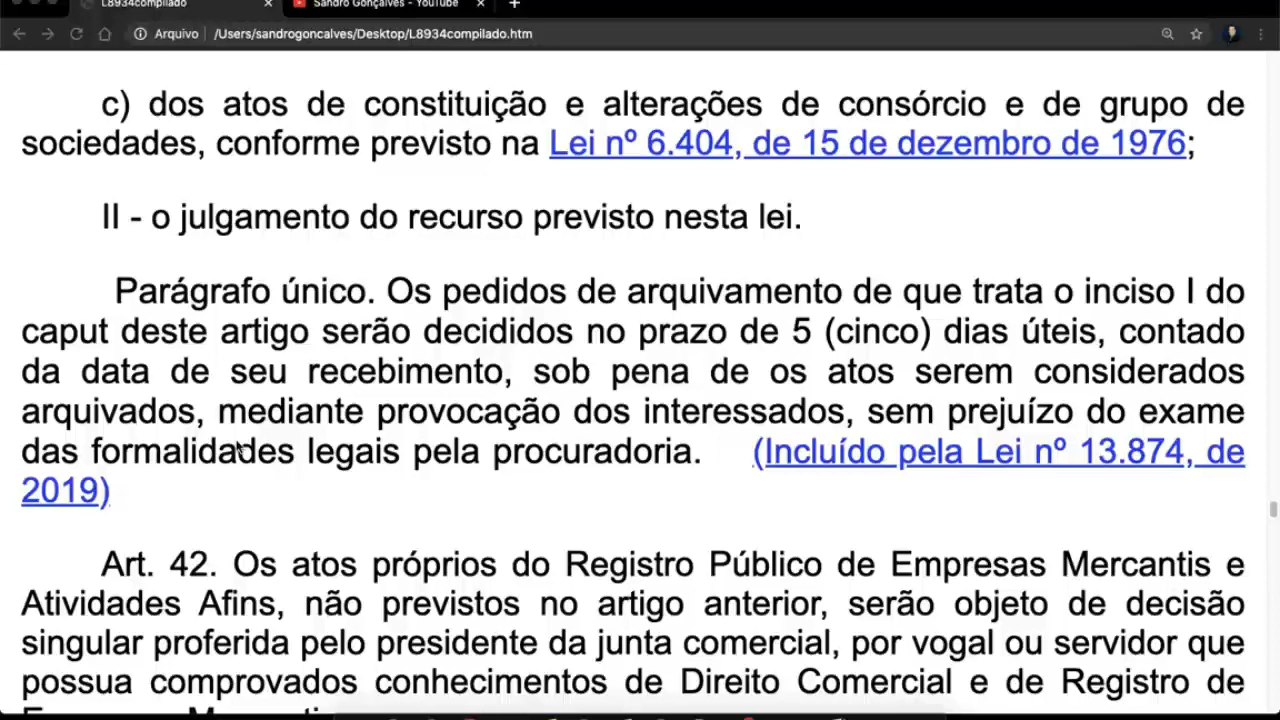 L8934compilado
Sandro Gonçalves - YouTube
Arquivo | /Users/sandrogoncalves/Desktop/L8934compilado.htm
c) dos atos de constituição e alterações de consórcio e de grupo de
sociedades, conforme previsto na Lei nº 6.404, de 15 de dezembro de 1976;
II - o julgamento do recurso previsto nesta lei.
Parágrafo único. Os pedidos de arquivamento de que trata o inciso I do
caput deste artigo serão decididos no prazo de 5 (cinco) dias úteis, contado
da data de seu recebimento, sob pena de os atos serem considerados
arquivados, mediante provocação dos interessados, sem prejuízo do exame
das formalidades legais pela procuradoria. (Incluído pela Lei nº 13.874, de
2019)
Art. 42. Os atos próprios do Registro Público de Empresas Mercantis e
Atividades Afins, não previstos no artigo anterior, serão objeto de decisão
singular proferida pelo presidente da junta comercial, por vogal ou servidor que
possua comprovados conhecimentos de Direito Comercial e de Registro de